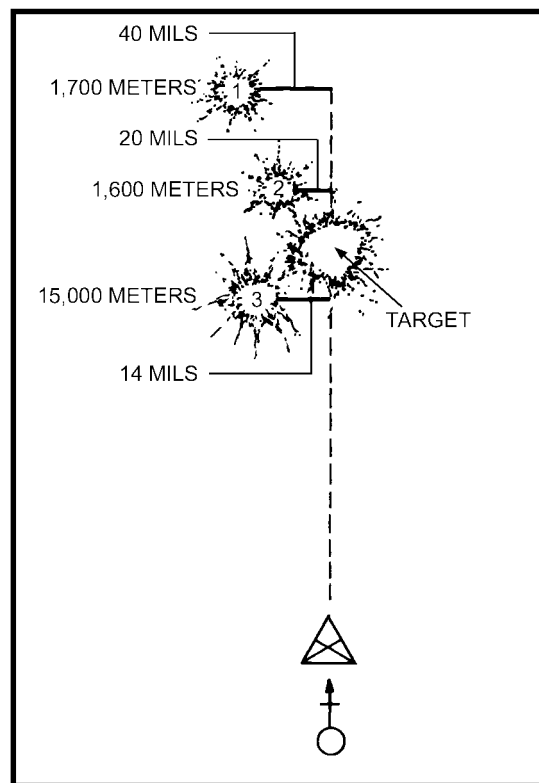 40 MILS
1,700 METERS
1
20 MILS
1,600 METERS
2
15,000 METERS
3
TARGET
14 MILS